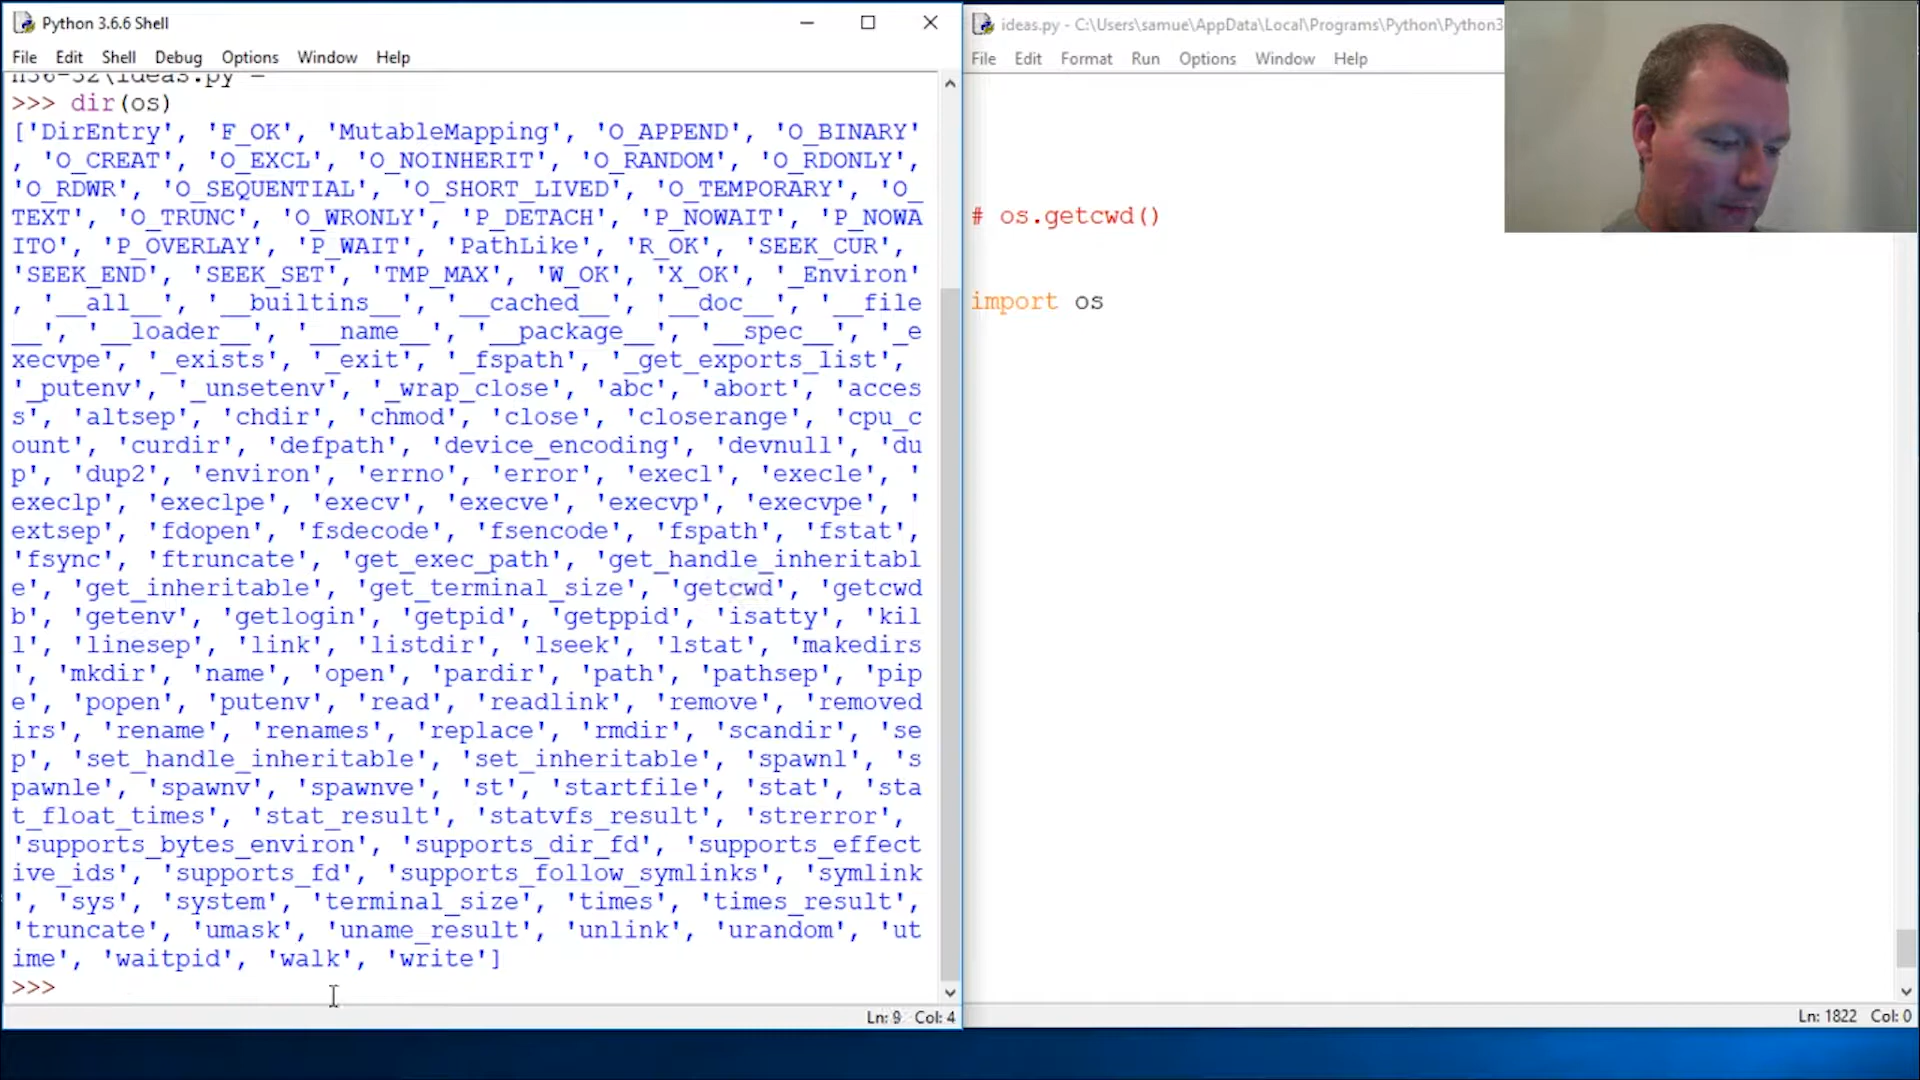 Python 3.6.6 Shell
File Edit Shell Debug Options Window Help
n36-32\ideas.py =
>>> dir(os)
['DirEntry', 'F_OK', 'MutableMapping', 'O_APPEND', 'O_BINARY'
, 'O_CREAT', 'O_EXCL', 'O_NOINHERIT', 'O_RANDOM', 'O_RDONLY',
'O_RDWR', 'O_SEQUENTIAL', 'O_SHORT_LIVED', 'O_TEMPORARY', 'O_
TEXT', 'O_TRUNC', 'O_WRONLY', 'P_DETACH', 'P_NOWAIT', 'P_NOWA
ITO', 'P_OVERLAY', 'P_WAIT', 'PathLike', 'R_OK', 'SEEK_CUR',
'SEEK_END', 'SEEK_SET', 'TMP_MAX', 'W_OK', 'X_OK', '_Environ'
, '__all__', '__builtins__', '__cached__', '__doc__', '__file
__', '__loader__', '__name__', '__package__', '__spec__', '_e
xecvpe', '_exists', '_exit', '_fspath', '_get_exports_list',
'_putenv', '_unsetenv', '_wrap_close', 'abc', 'abort', 'acces
s', 'altsep', 'chdir', 'chmod', 'close', 'closerange', 'cpu_c
ount', 'curdir', 'defpath', 'device_encoding', 'devnull', 'du
p', 'dup2', 'environ', 'errno', 'error', 'execl', 'execle', '
execlp', 'execlpe', 'execv', 'execve', 'execvp', 'execvpe', '
extsep', 'fdopen', 'fsdecode', 'fsencode', 'fspath', 'fstat',
'fsync', 'ftruncate', 'get_exec_path', 'get_handle_inheritabl
e', 'get_inheritable', 'get_terminal_size', 'getcwd', 'getcwd
b', 'getenv', 'getlogin', 'getpid', 'getppid', 'isatty', 'kil
l', 'linesep', 'link', 'listdir', 'lseek', 'lstat', 'makedirs
', 'mkdir', 'name', 'open', 'pardir', 'path', 'pathsep', 'pip
e', 'popen', 'putenv', 'read', 'readlink', 'remove', 'removed
irs', 'rename', 'renames', 'replace', 'rmdir', 'scandir', 'se
p', 'set_handle_inheritable', 'set_inheritable', 'spawnl', 's
pawnle', 'spawnv', 'spawnve', 'st', 'startfile', 'stat', 'sta
t_float_times', 'stat_result', 'statvfs_result', 'strerror',
'supports_bytes_environ', 'supports_dir_fd', 'supports_effect
ive_ids', 'supports_fd', 'supports_follow_symlinks', 'symlink
', 'sys', 'system', 'terminal_size', 'times', 'times_result',
'truncate', 'umask', 'uname_result', 'unlink', 'urandom', 'ut
ime', 'waitpid', 'walk', 'write']
>>>
Ln: 9 Col: 4
ideas.py - C:\Users\samue\AppData\Local\Programs\Python\Python3
File Edit Format Run Options Window Help
# os.getcwd()
import os
Ln: 1822 Col: 0